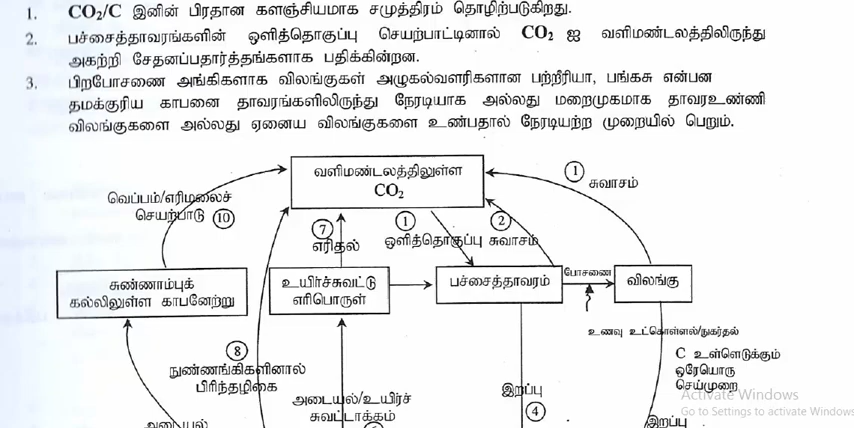 1. CO₂/C இனின் பிரதான களஞ்சியமாக சமுத்திரம் தொழிற்படுகிறது.
2. பச்சைத்தாவரங்களின் ஒளித்தொகுப்பு செயற்பாட்டினால் CO₂ ஐ வளிமண்டலத்திலிருந்து
அகற்றி சேதனப்பதார்த்தங்களாக பதிக்கின்றன.
3. பிறபோசணை அங்கிகளாக விலங்குகள் அழுகல்வளரிகளான பற்றீரியா, பங்கசு என்பன
தமக்குரிய காபனை தாவரங்களிலிருந்து நேரடியாக அல்லது மறைமுகமாக தாவரஉண்ணி
விலங்குகளை அல்லது ஏனைய விலங்குகளை உண்பதால் நேரடியற்ற முறையில் பெறும்.
வளிமண்டலத்திலுள்ள
CO₂
1
சுவாசம்
வெப்பம்/எரிமலைச்
செயற்பாடு 10
7
எரிதல்
1
ஒளித்தொகுப்பு
2
சுவாசம்
சுண்ணாம்புக்
கல்லிலுள்ள காபனேற்று
உயிர்ச்சுவட்டு
எரிபொருள்
பச்சைத்தாவரம்
போசணை
விலங்கு
உணவு உட்கொள்ளல்/நுகர்தல்
C உள்ளெடுக்கும்
ஒரேயொரு
செய்முறை
8
நுண்ணங்கிகளினால்
பிரிந்தழிகை
அடையல்/உயிர்ச்
சுவட்டாக்கம்
இறப்பு
4
அடையல்
இறப்பு
Activate Windows
Go to Settings to activate Windows